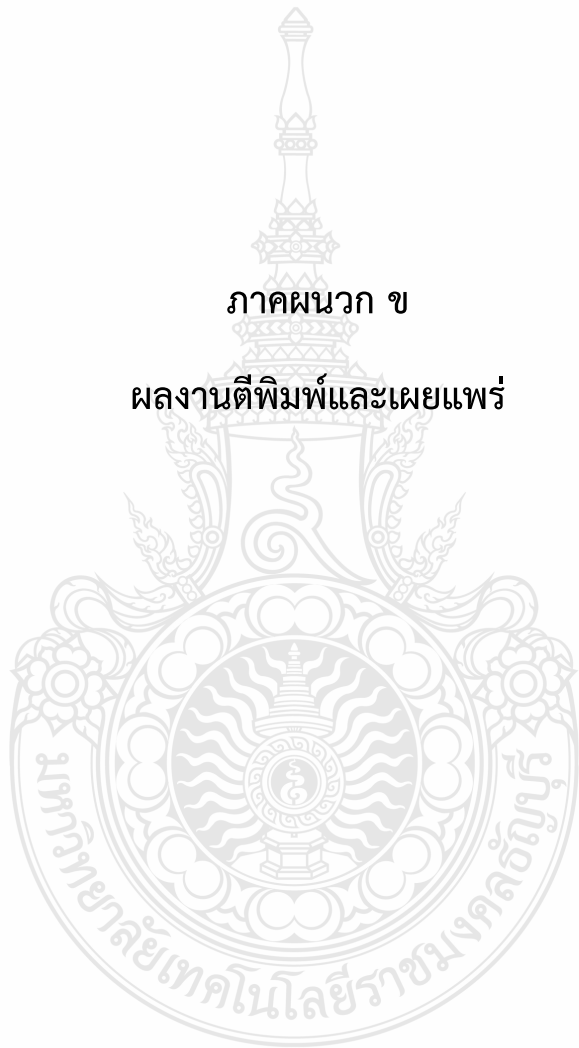 ภาคผนวก ข
ผลงานตีพิมพ์และเผยแพร่
มหาวิทยาลัยเทคโนโลยีราชมงคลธัญบุรี